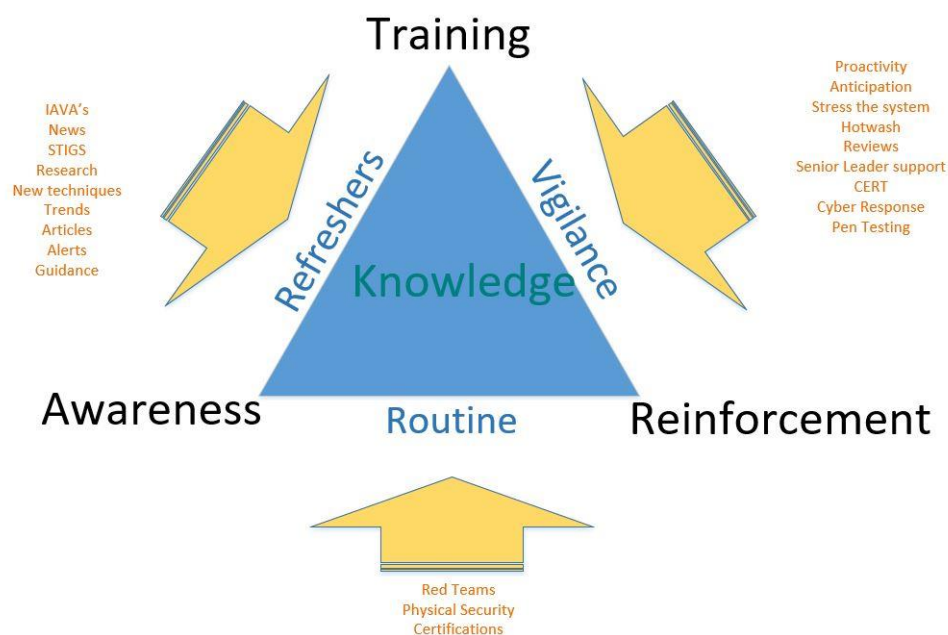 Training
IAVA's
News
STIGS
Research
New techniques
Trends
Articles
Alerts
Guidance
Proactivity
Anticipation
Stress the system
Hotwash
Reviews
Senior Leader support
CERT
Cyber Response
Pen Testing
Refreshers
Vigilance
Knowledge
Awareness
Routine
Reinforcement
Red Teams
Physical Security
Certifications